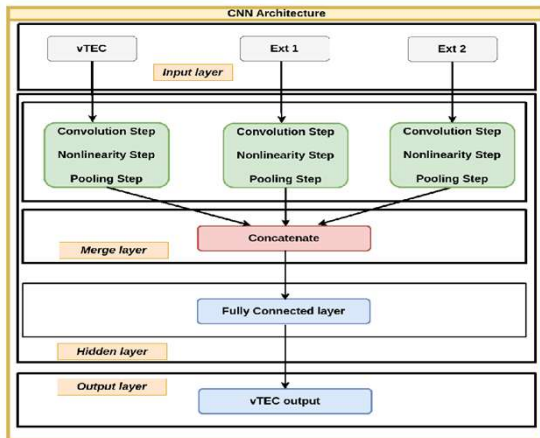 CNN Architecture
vTEC
Ext 1
Ext 2
Input layer
Convolution Step
Nonlinearity Step
Pooling Step
Convolution Step
Nonlinearity Step
Pooling Step
Convolution Step
Nonlinearity Step
Pooling Step
Concatenate
Merge layer
Fully Connected layer
Hidden layer
Output layer
vTEC output